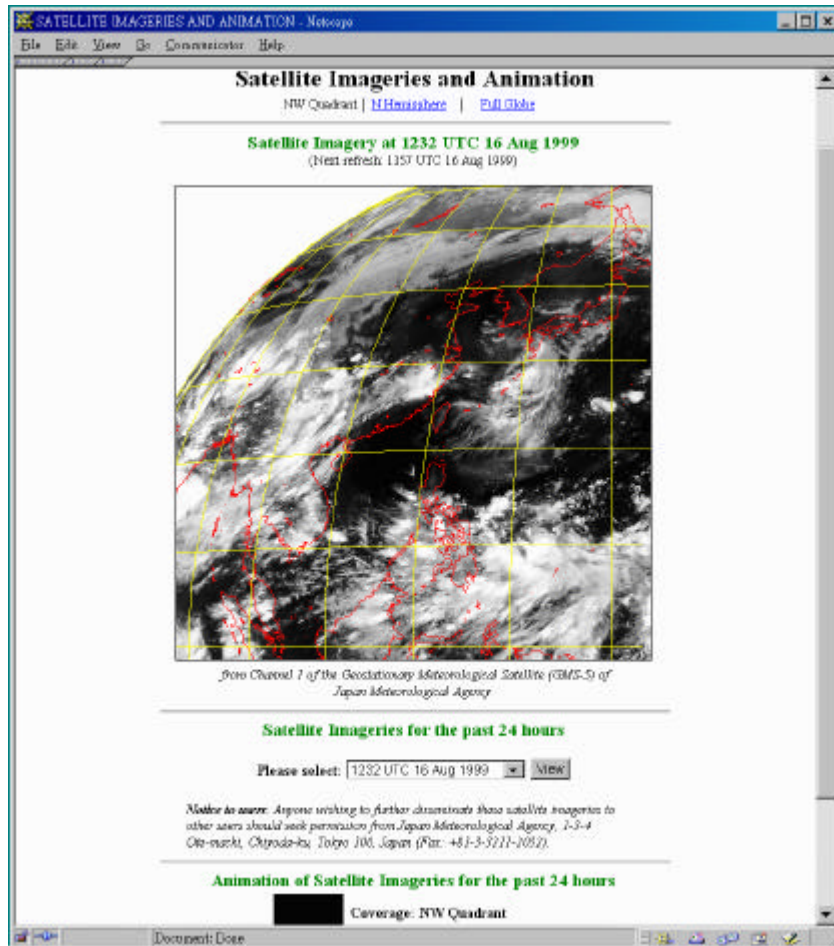 SATELLITE IMAGERIES AND ANIMATION - Netscape
File Edit View Go Communicator Help
Satellite Imageries and Animation
NW Quadrant | N Hemisphere | Full Globe
Satellite Imagery at 1232 UTC 16 Aug 1999
(Next refresh: 1357 UTC 16 Aug 1999)
from Channel 1 of the Geostationary Meteorological Satellite (GMS-5) of
Japan Meteorological Agency
Satellite Imageries for the past 24 hours
Please select: 1232 UTC 16 Aug 1999 View
Notice to users: Anyone wishing to further disseminate these satellite imageries to
other users should seek permission from Japan Meteorological Agency, 1-3-4
Ote-machi, Chiyoda-ku, Tokyo 100, Japan (Fax: +81-3-3211-2032).
Animation of Satellite Imageries for the past 24 hours
Coverage: NW Quadrant
Document: Done